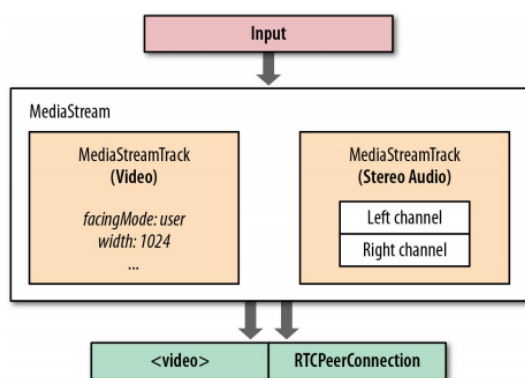 Input
MediaStream
MediaStreamTrack
(Video)
facingMode: user
width: 1024
...
MediaStreamTrack
(Stereo Audio)
Left channel
Right channel
<video>
RTCPeerConnection